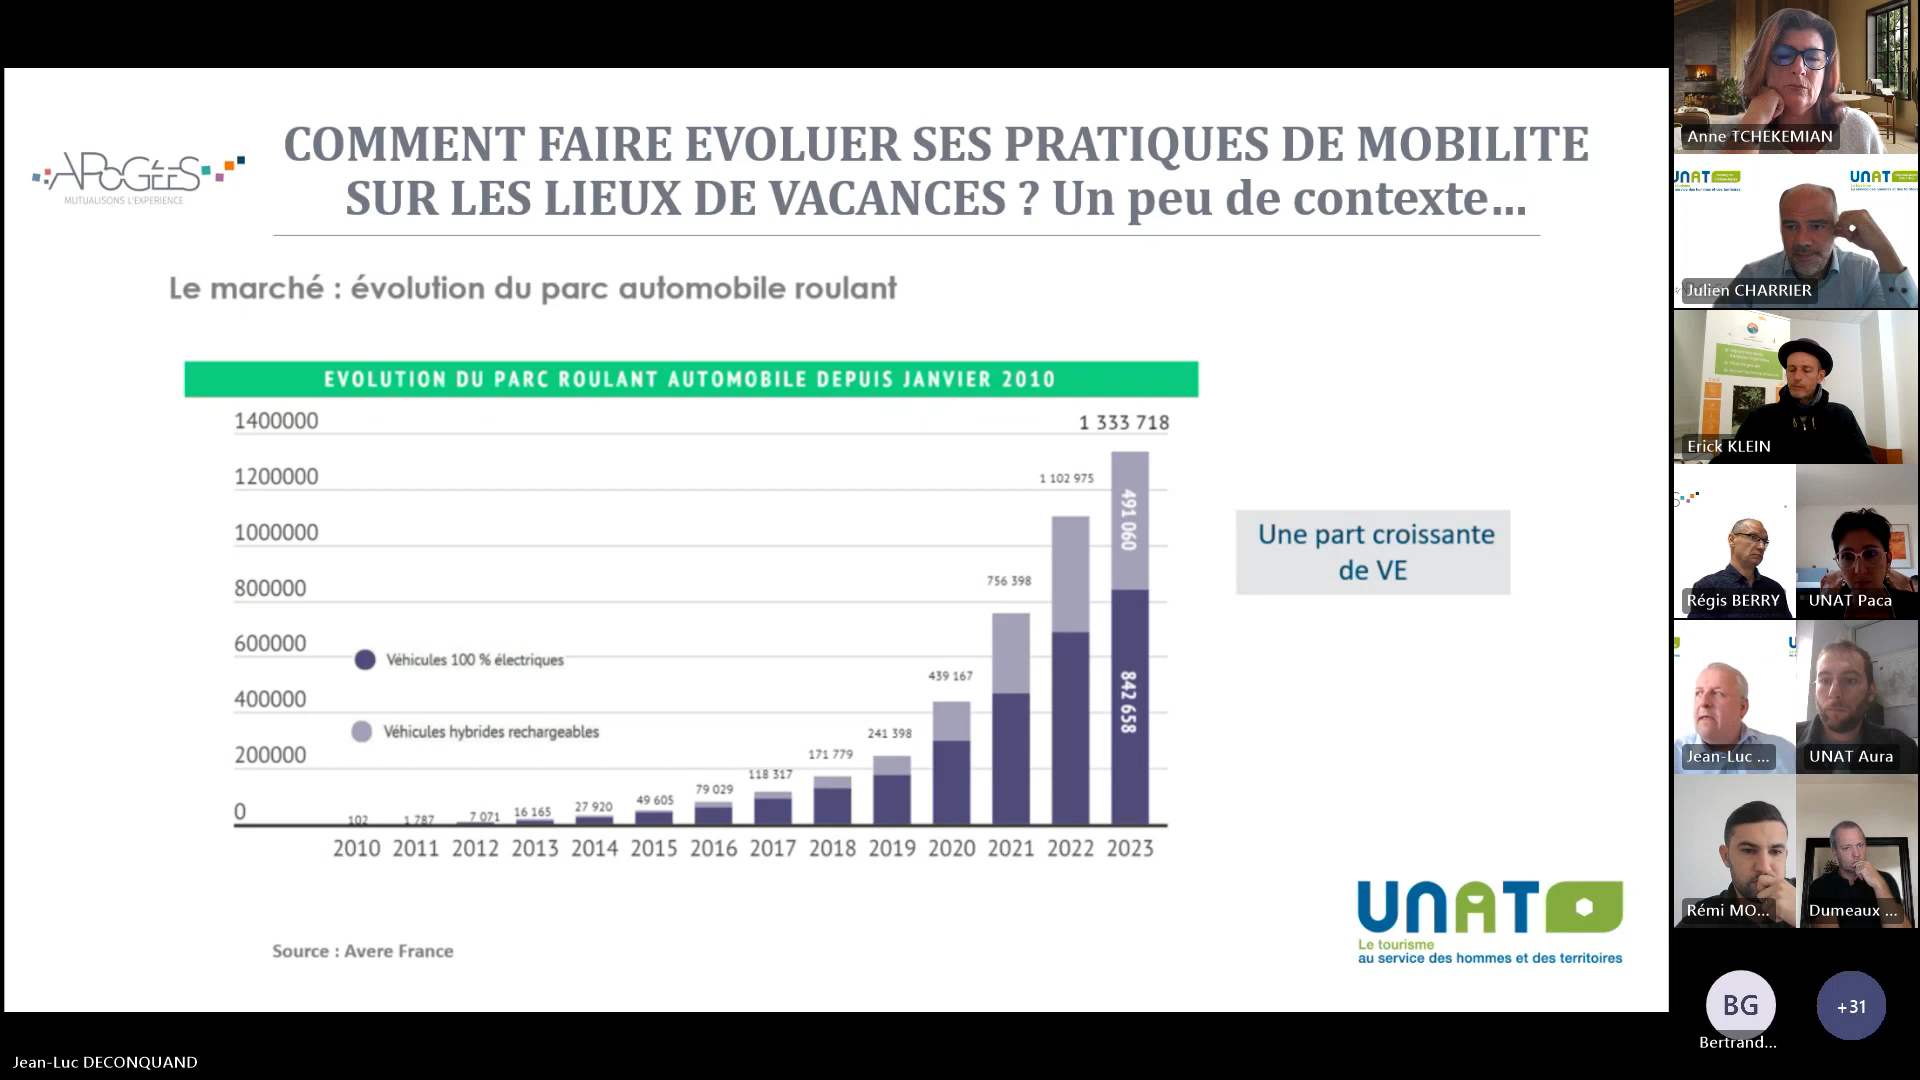 APOGÉES
MUTUALISONS L'EXPERIENCE
COMMENT FAIRE EVOLUER SES PRATIQUES DE MOBILITE
SUR LES LIEUX DE VACANCES ? Un peu de contexte...
Le marché : évolution du parc automobile roulant
EVOLUTION DU PARC ROULANT AUTOMOBILE DEPUIS JANVIER 2010
1400000
1200000
1000000
800000
600000
400000
200000
0
1 333 718
1 102 975
756 398
439 167
241 398
171 779
118 317
79 029
49 605
27 920
16 165
7 071
1 787
102
491 060
842 658
Véhicules 100 % électriques
Véhicules hybrides rechargeables
2010 2011 2012 2013 2014 2015 2016 2017 2018 2019 2020 2021 2022 2023
Une part croissante
de VE
Source : Avere France
UNAT
Le tourisme
au service des hommes et des territoires
Jean-Luc DECONQUAND
Anne TCHEKEMIAN
UNAT
UNAT
Julien CHARRIER
Erick KLEIN
Régis BERRY
UNAT Paca
Jean-Luc ...
UNAT Aura
Rémi MO...
Dumeaux ...
BG
Bertrand...
+31